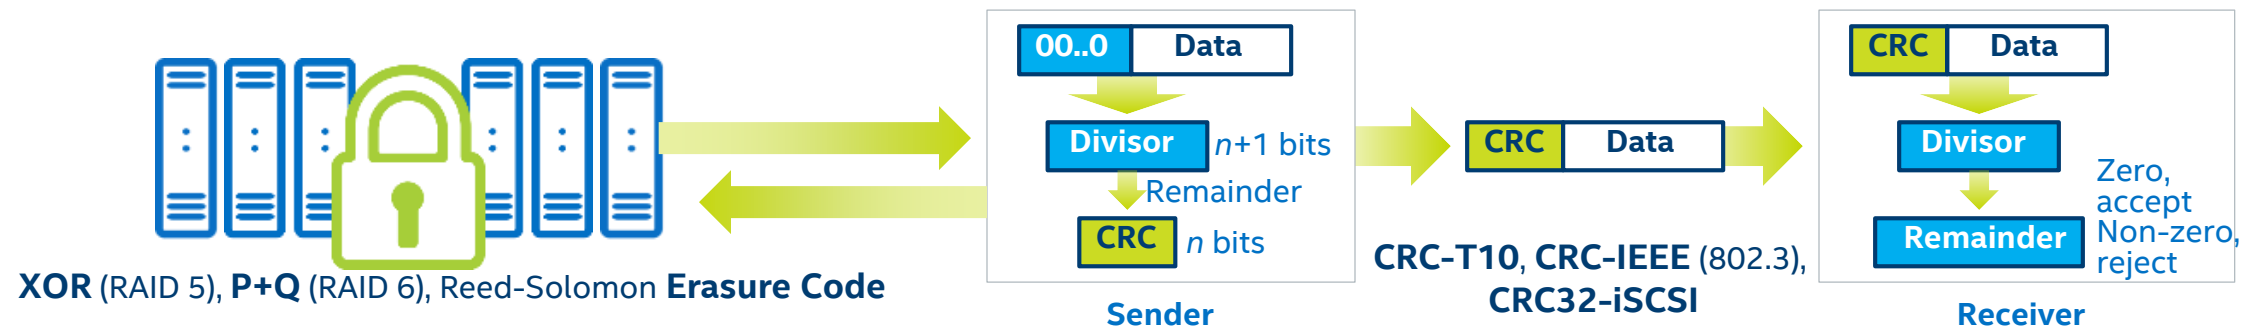 XOR (RAID 5), P+Q (RAID 6), Reed-Solomon Erasure Code
00..0 Data
Divisor n+1 bits
Remainder
CRC n bits
Sender
CRC Data
CRC-T10, CRC-IEEE (802.3),
CRC32-iSCSI
CRC Data
Divisor
Remainder
Zero,
accept
Non-zero,
reject
Receiver